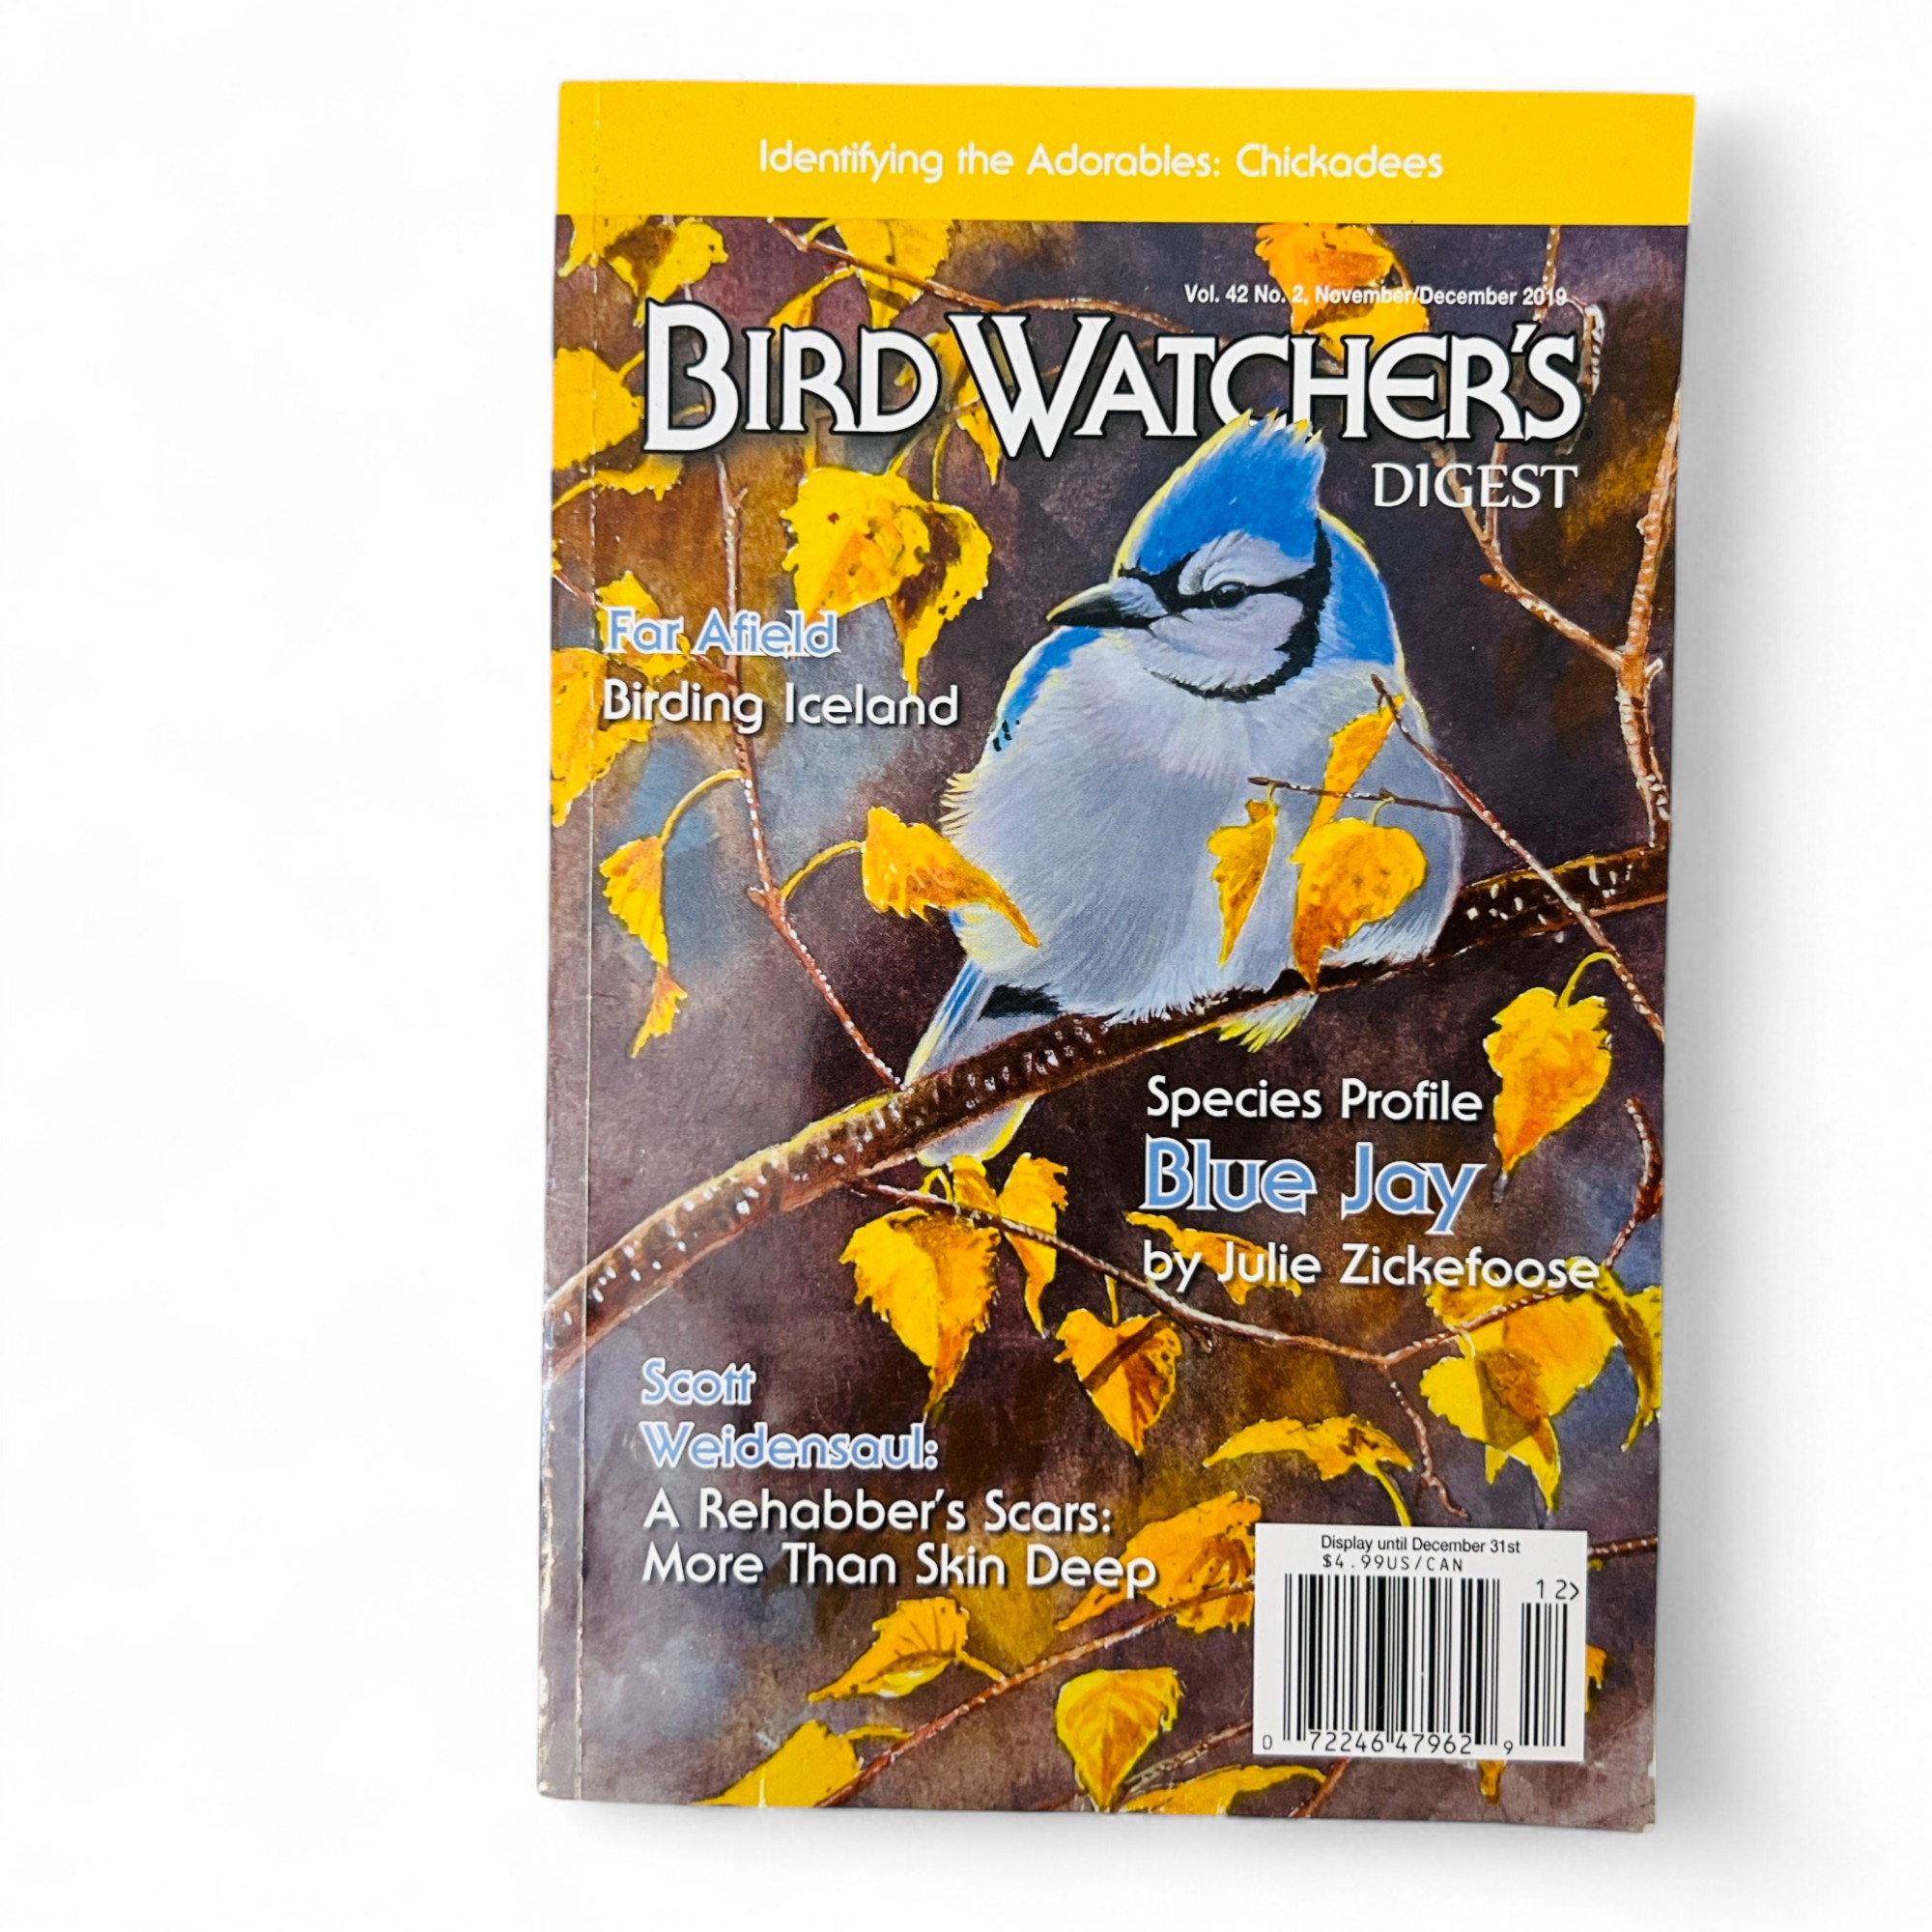 Identifying the Adorables: Chickadees
Vol. 42 No. 2, November/December 2019
BIRD WATCHER'S
DIGEST
Far Afield
Birding Iceland
Species Profile
Blue Jay
by Julie Zickefoose
Scott
Weidensaul:
A Rehabber's Scars:
More Than Skin Deep
Display until December 31st
$4.99US/CAN
12>
0 72246 47962 9